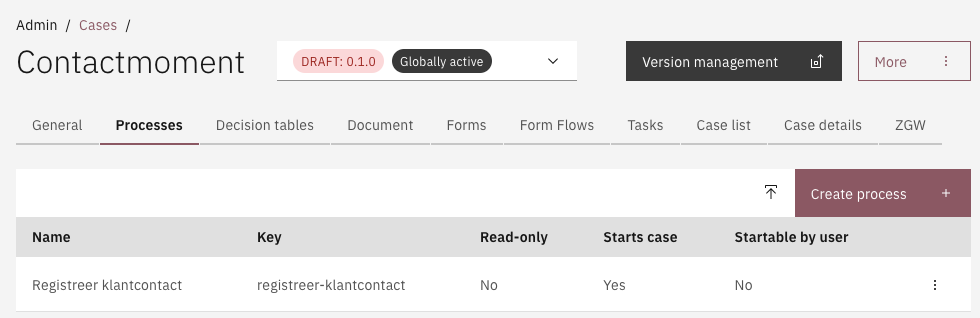 Admin / Cases /
Contactmoment
DRAFT: 0.1.0 Globally active
Version management
More
General Processes Decision tables Document Forms Form Flows Tasks Case list Case details ZGW
Create process +
Name Key Read-only Starts case Startable by user
Registreer klantcontact registreer-klantcontact No Yes No